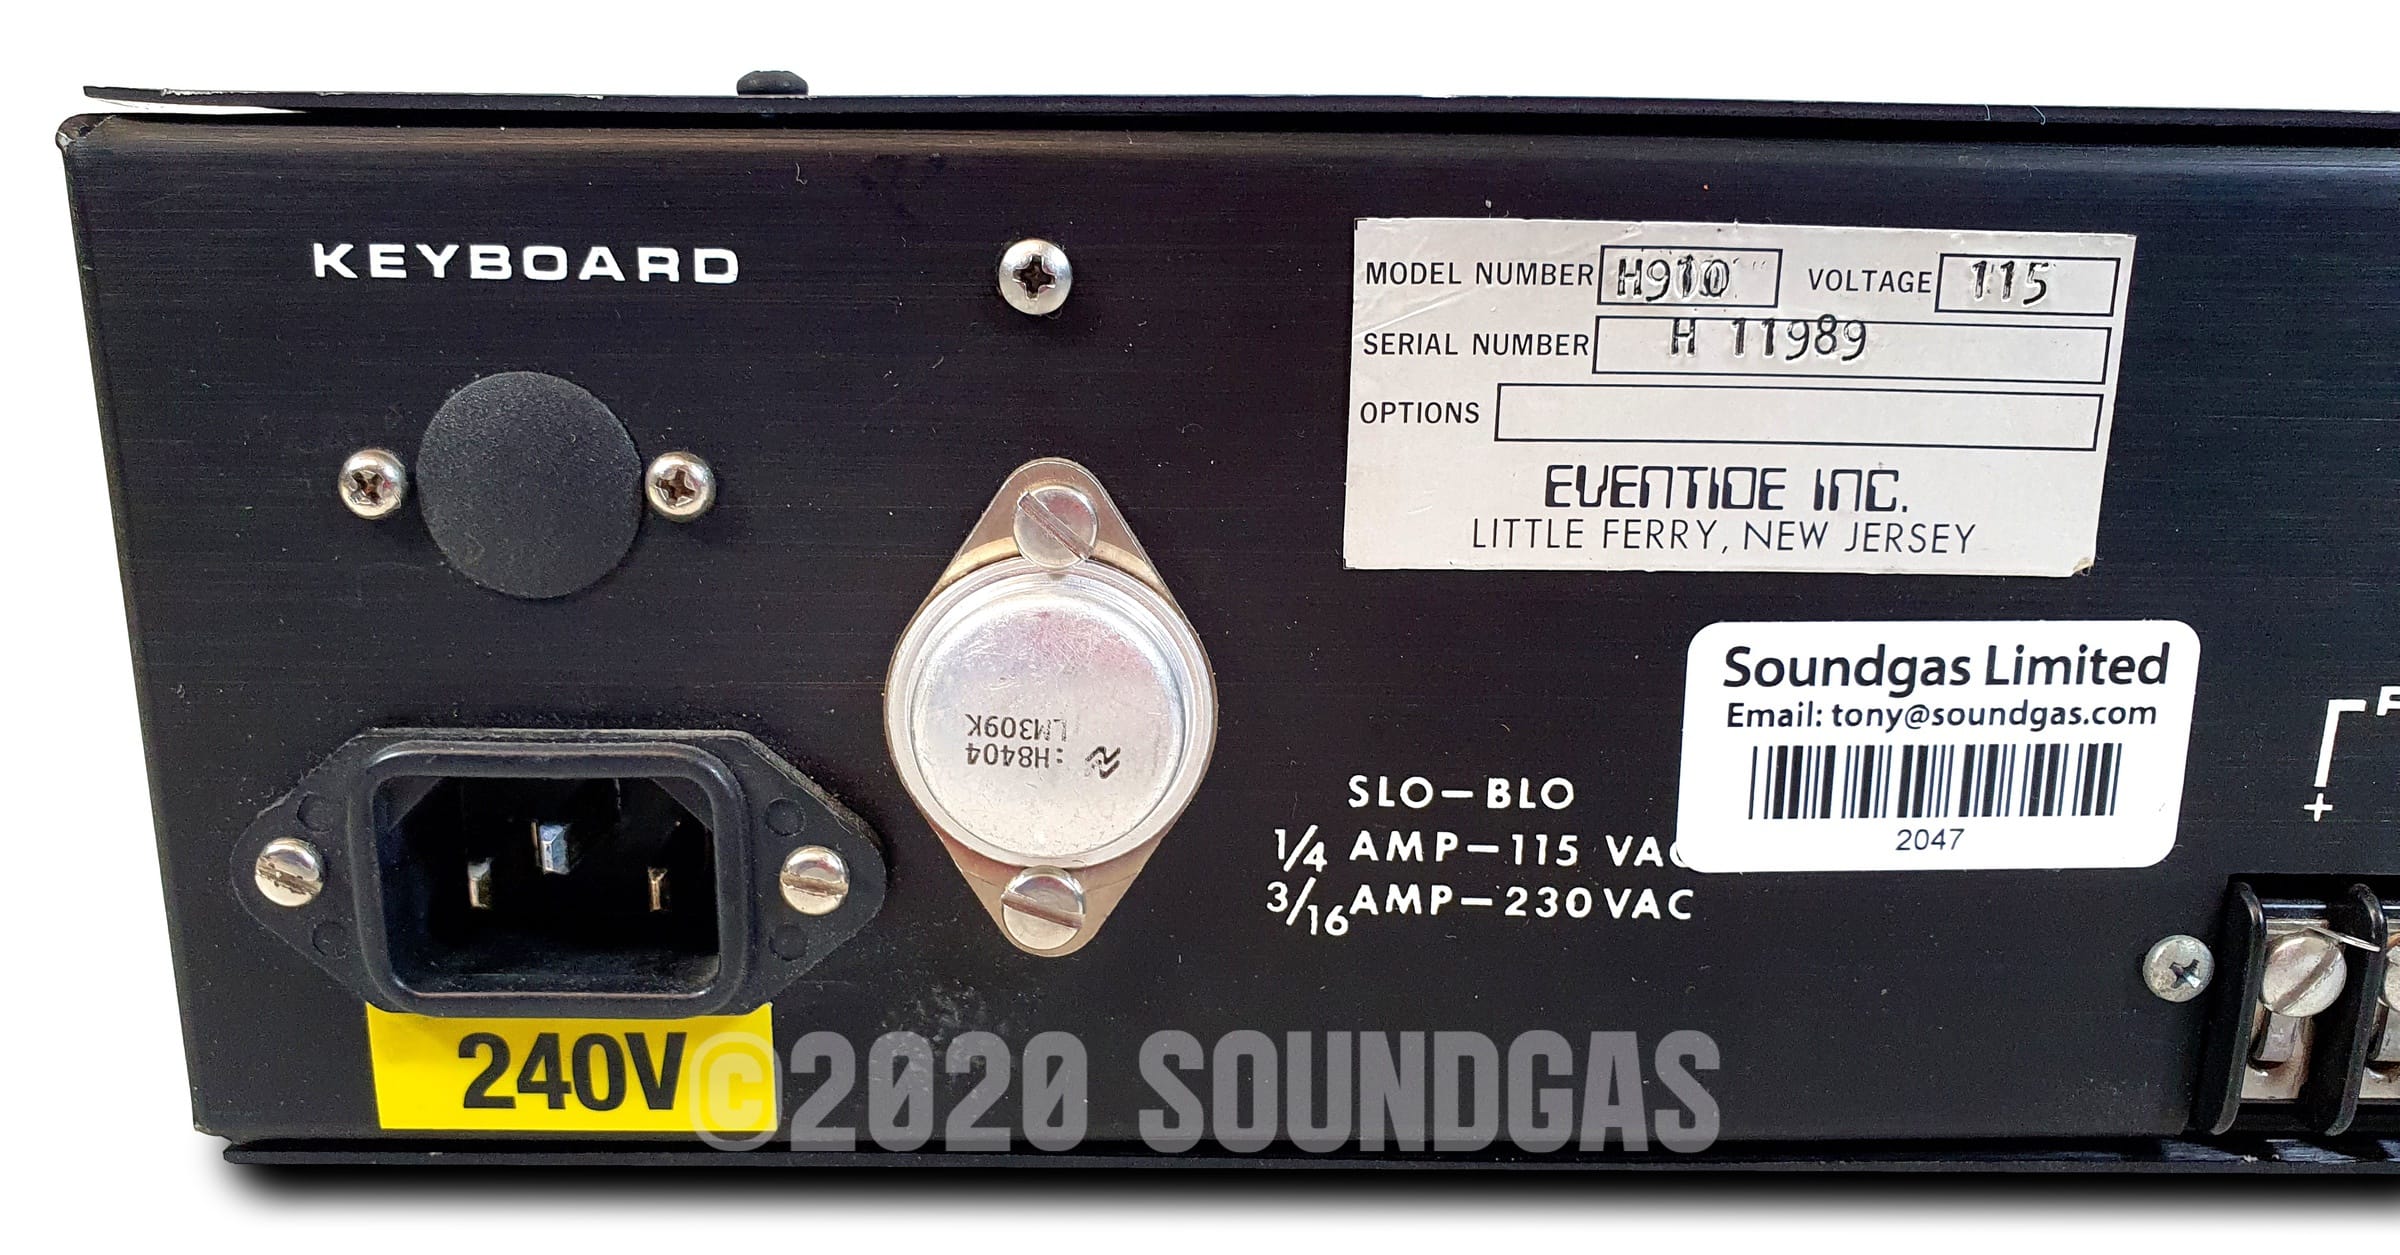 KEYBOARD
MODEL NUMBER H910 VOLTAGE 115
SERIAL NUMBER H 11989
OPTIONS
EVENTIDE INC.
LITTLE FERRY, NEW JERSEY
LM309K
:H8404
Soundgas Limited
Email: tony@soundgas.com
2047
SLO-BLO
1/4 AMP-115 VAC
3/16 AMP-230 VAC
+
240V
©2020 SOUNDGAS